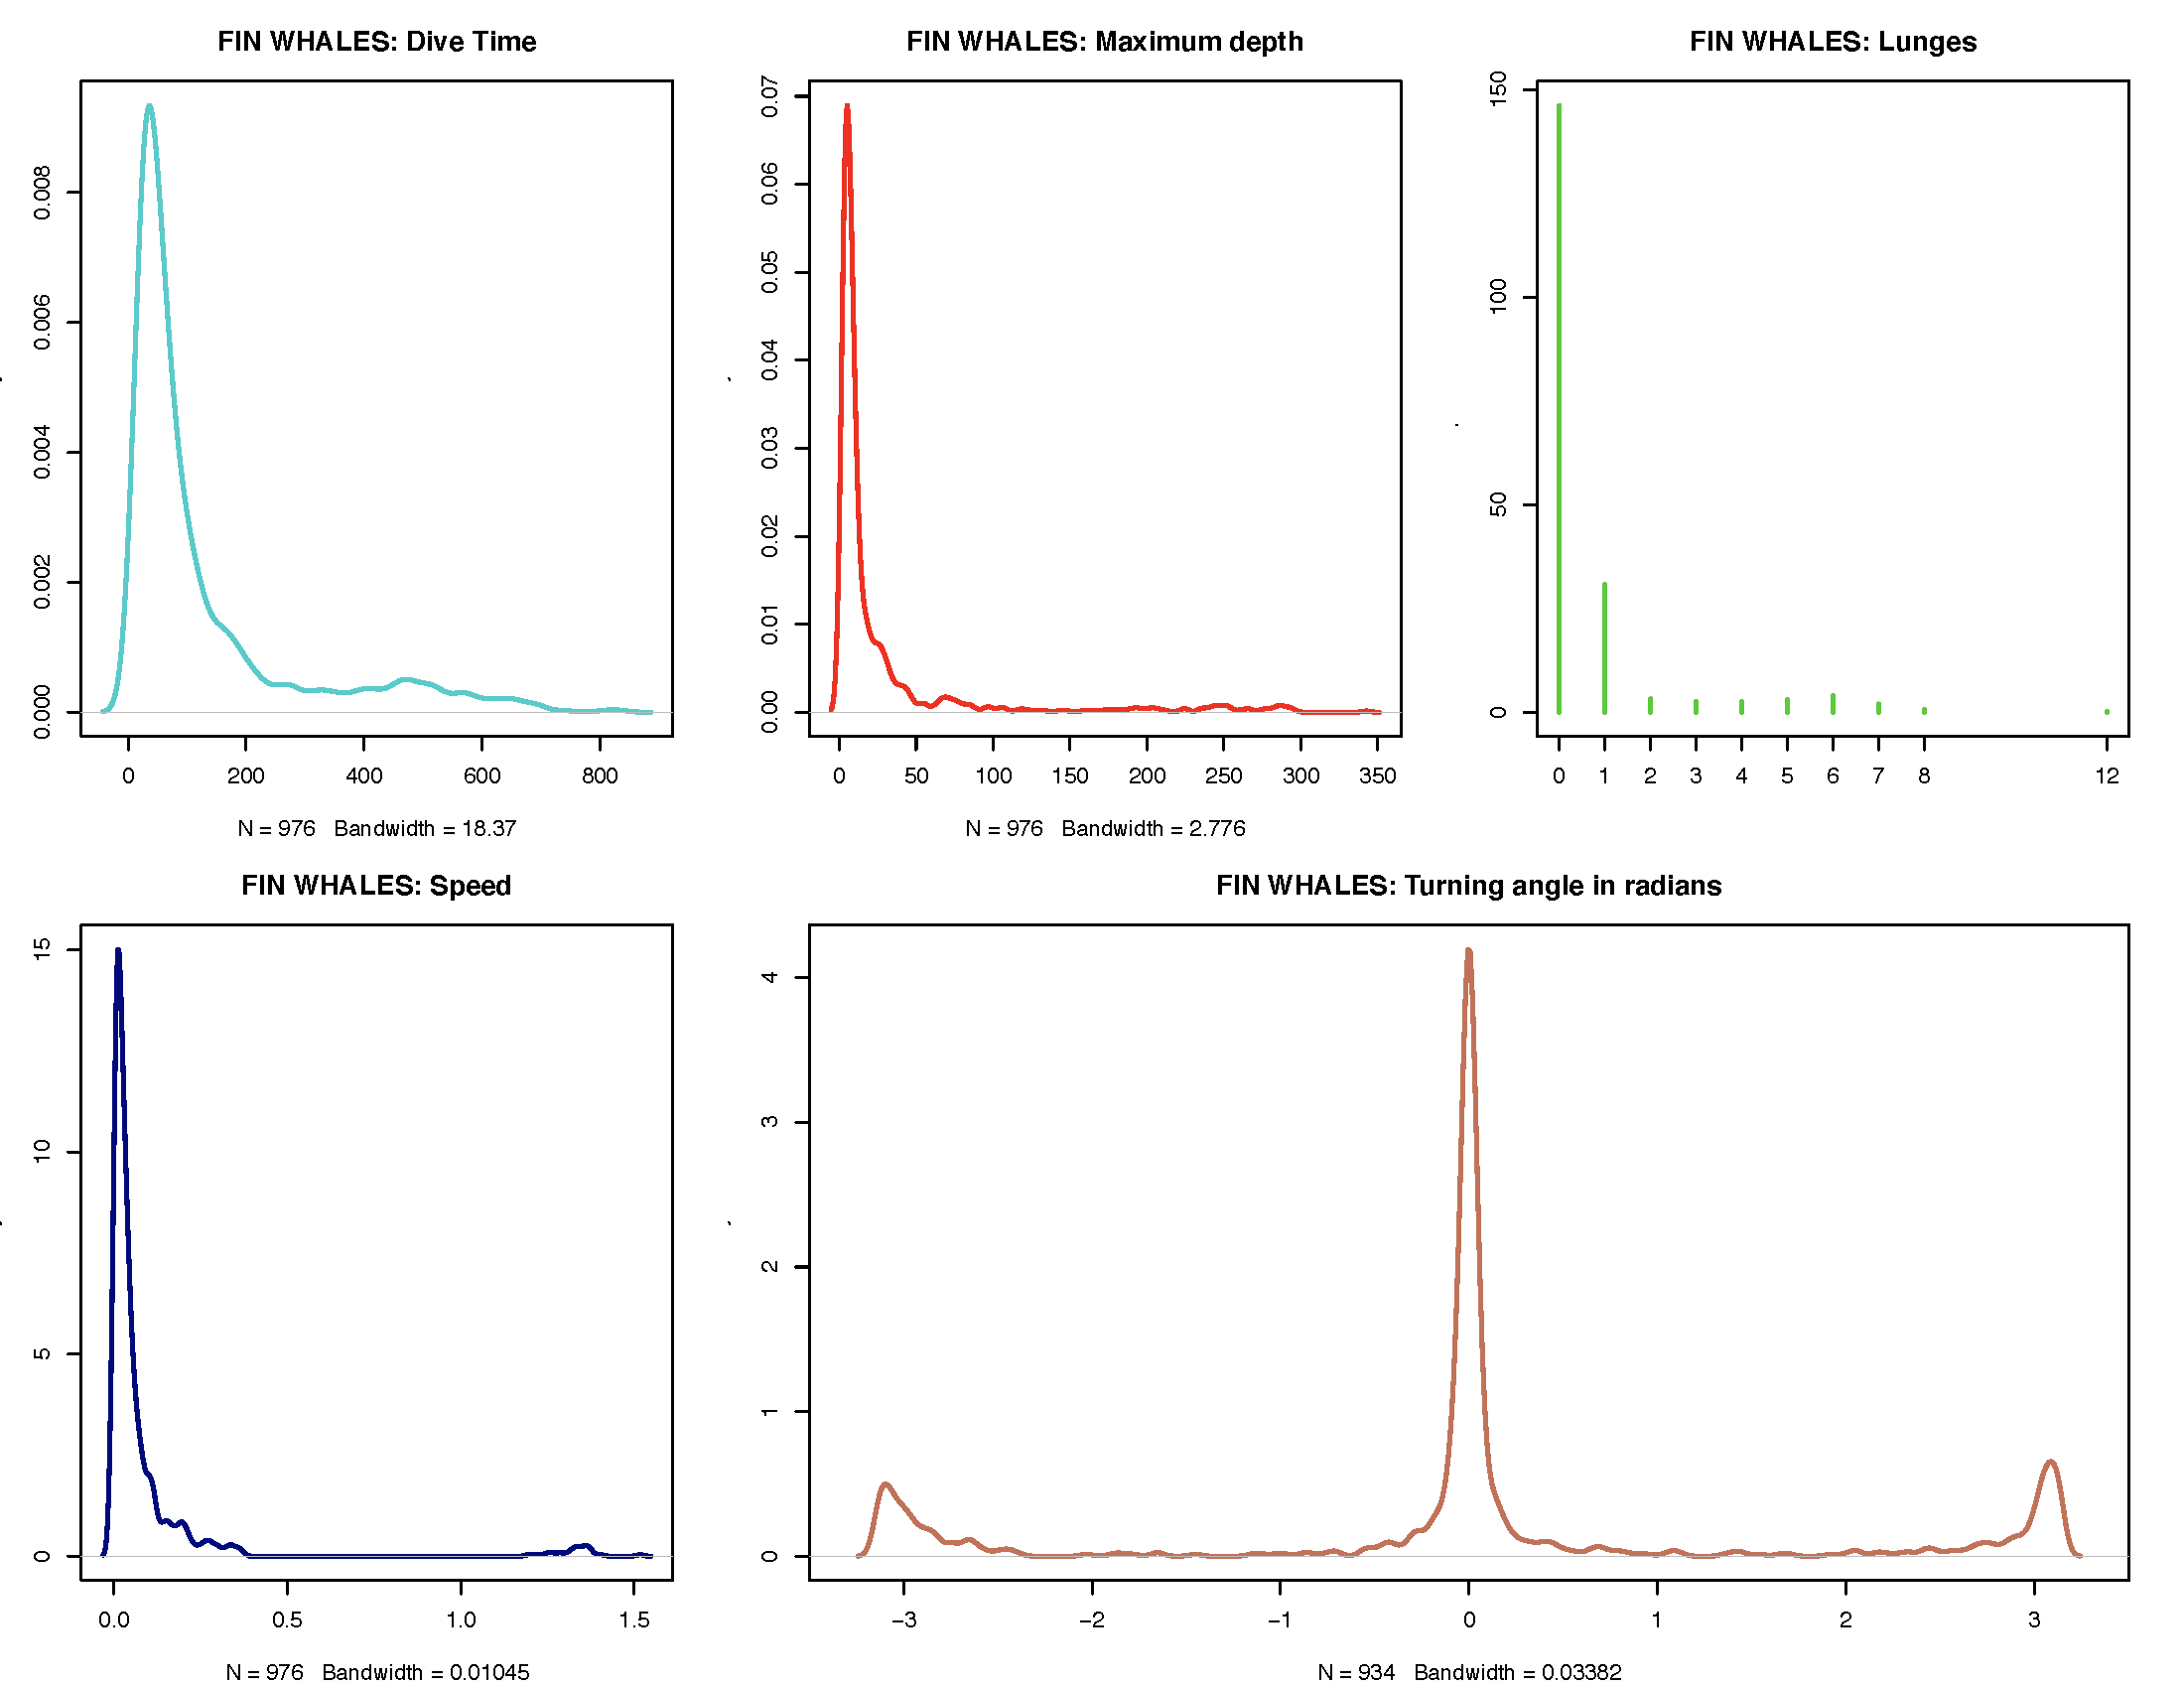 FIN WHALES: Dive Time
0.000 0.002 0.004 0.006 0.008
0 200 400 600 800
N = 976 Bandwidth = 18.37
FIN WHALES: Maximum depth
0.00 0.01 0.02 0.03 0.04 0.05 0.06 0.07
0 50 100 150 200 250 300 350
N = 976 Bandwidth = 2.776
FIN WHALES: Lunges
0 50 100 150
0 1 2 3 4 5 6 7 8 12
FIN WHALES: Speed
0 5 10 15
0.0 0.5 1.0 1.5
N = 976 Bandwidth = 0.01045
FIN WHALES: Turning angle in radians
0 1 2 3 4
−3 −2 −1 0 1 2 3
N = 934 Bandwidth = 0.03382